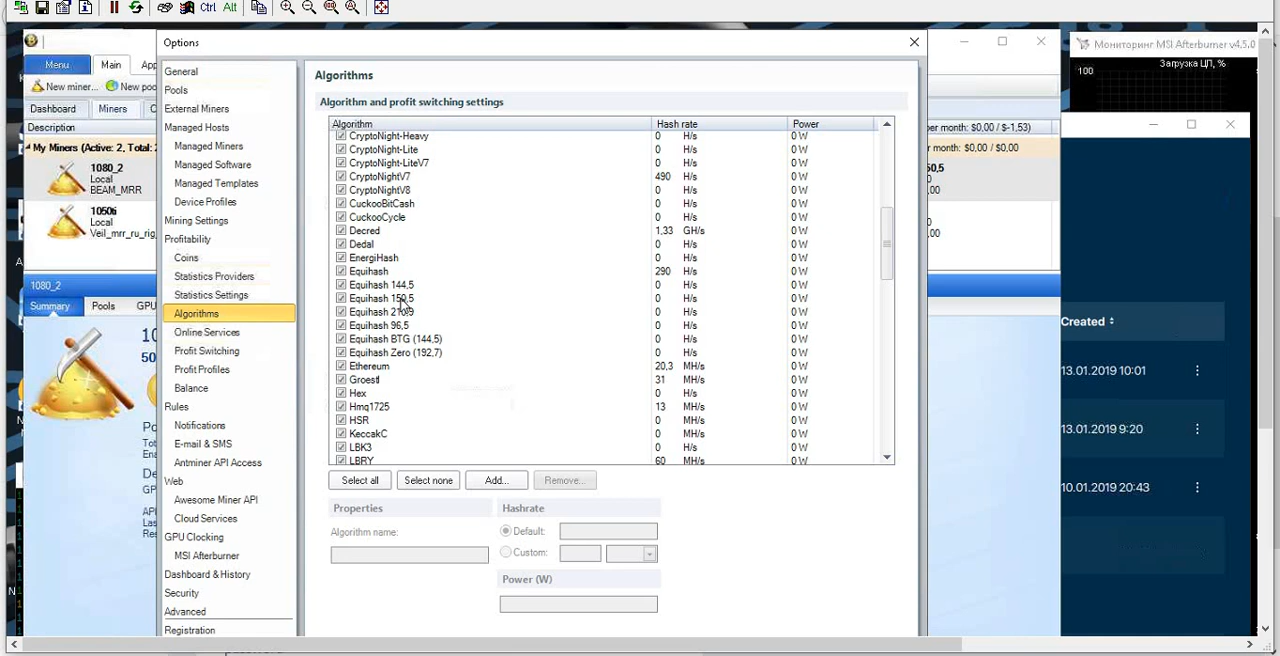 Ctrl Alt
Options
Мониторинг MSI Afterburner v4.5.0
Загрузка ЦП, %
100
Menu
Main
App
New miner...
New poo
Dashboard
Miners
Description
My Miners (Active: 2, Total: 2
1080_2
Local
BEAM_MRR
1050ti
Local
Veil_mrr_ru_rig_
1080_2
Summary
Pools
GPU
General
Pools
External Miners
Managed Hosts
Managed Miners
Managed Software
Managed Templates
Device Profiles
Mining Settings
Profitability
Coins
Statistics Providers
Statistics Settings
Algorithms
Online Services
Profit Switching
Profit Profiles
Balance
Rules
Notifications
E-mail & SMS
Antminer API Access
Web
Awesome Miner API
Cloud Services
GPU Clocking
MSI Afterburner
Dashboard & History
Security
Advanced
Registration
Algorithms
Algorithm and profit switching settings
Algorithm Hash rate Power
CryptoNight-Heavy 0 H/s 0 W
CryptoNight-Lite 0 H/s 0 W
CryptoNight-LiteV7 0 H/s 0 W
CryptoNightV7 490 H/s 0 W
CryptoNightV8 0 H/s 0 W
CuckooBitCash 0 H/s 0 W
CuckooCycle 0 H/s 0 W
Decred 1,33 GH/s 0 W
Dedal 0 H/s 0 W
EnergiHash 0 H/s 0 W
Equihash 290 H/s 0 W
Equihash 144,5 0 H/s 0 W
Equihash 150,5 0 H/s 0 W
Equihash 210,9 0 H/s 0 W
Equihash 96,5 0 H/s 0 W
Equihash BTG (144,5) 0 H/s 0 W
Equihash Zero (192,7) 0 H/s 0 W
Ethereum 20,3 MH/s 0 W
Groestl 31 MH/s 0 W
Hex 0 MH/s 0 W
Hmq1725 13 MH/s 0 W
HSR 0 MH/s 0 W
KeccakC 0 MH/s 0 W
LBK3 0 H/s 0 W
LBRY 60 MH/s 0 W
Select all
Select none
Add...
Remove...
Properties
Hashrate
Algorithm name:
Default:
Custom:
Power (W)
per month: $0,00 / $-1,53)
r month: $0,00 / $0,00
Created
13.01.2019 10:01
13.01.2019 9:20
10.01.2019 20:43